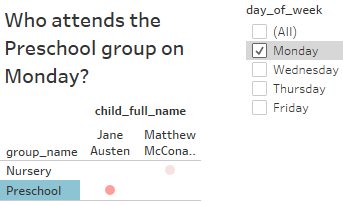 Who attends the
Preschool group on
Monday?
child_full_name
Jane Matthew
group_name Austen McCona..
Nursery
Preschool
day_of_week
(All)
Monday
Wednesday
Thursday
Friday